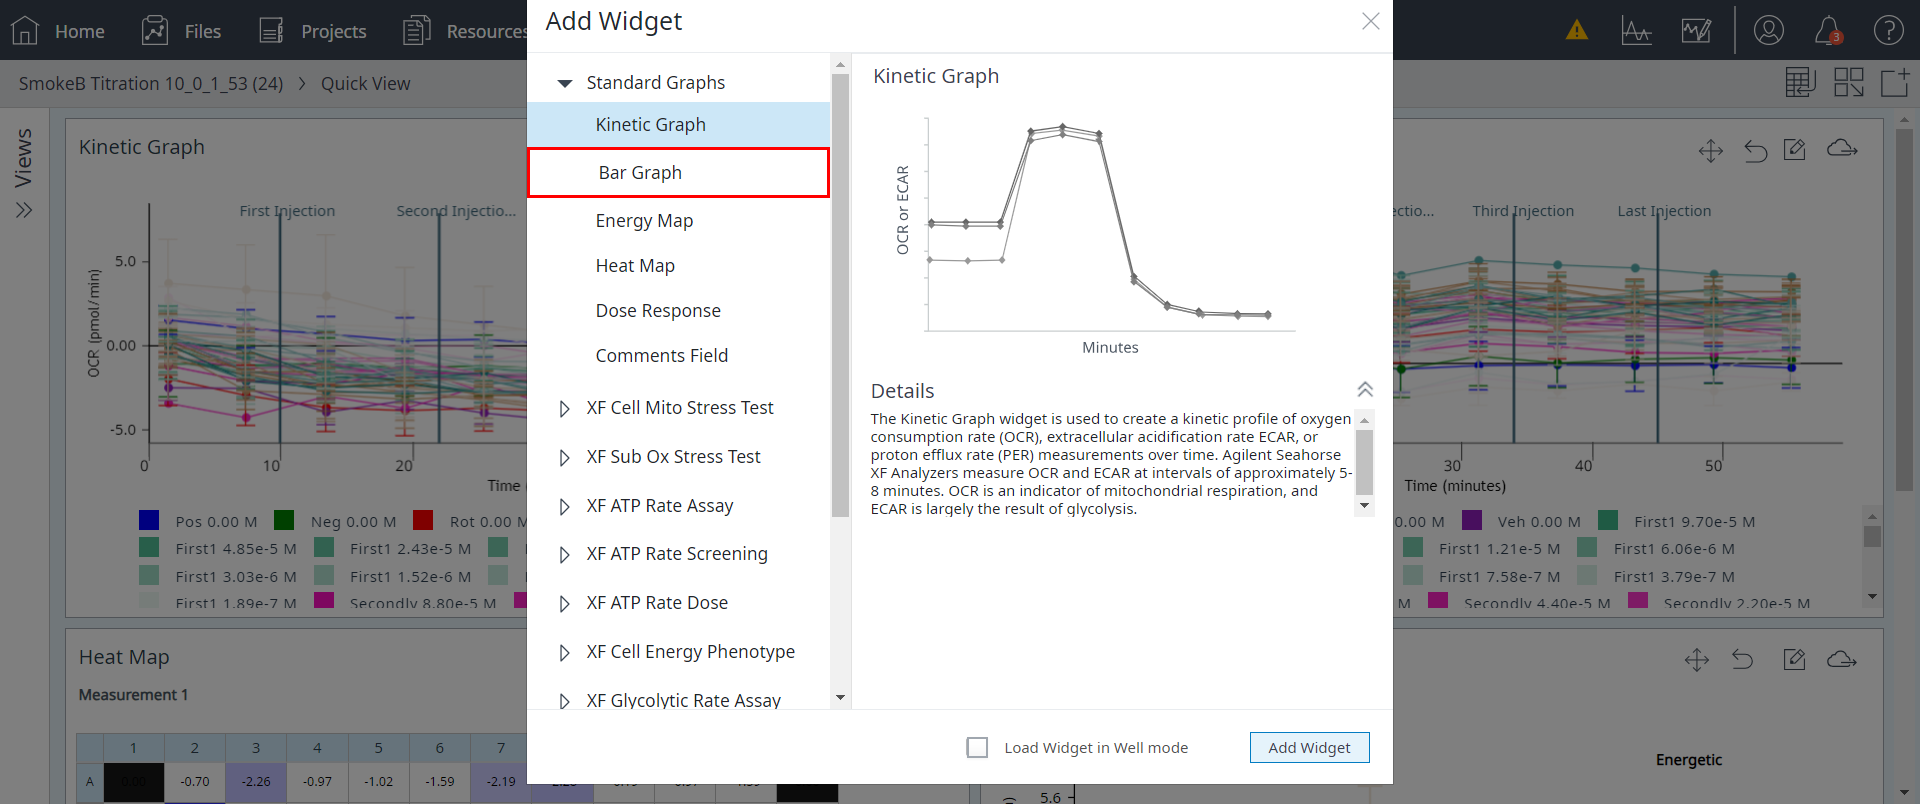 Home
Files
Projects
Resources
Add Widget
3
SmokeB Titration 10_0_1_53 (24)
Quick View
Views
Kinetic Graph
First Injection
Second Injectio...
OCR (pmol/min)
5.0
0.00
-5.0
0
10
20
Time
Pos 0.00 M
Neg 0.00 M
Rot 0.00 M
First1 4.85e-5 M
First1 2.43e-5 M
First1 3.03e-6 M
First1 1.52e-6 M
First1 1.89e-7 M
Secondly 8.80e-5 M
Heat Map
Measurement 1
1 2 3 4 5 6 7
A -0.70 -2.26 -0.97 -1.02 -1.59 -2.19
Standard Graphs
Kinetic Graph
Bar Graph
Energy Map
Heat Map
Dose Response
Comments Field
XF Cell Mito Stress Test
XF Sub Ox Stress Test
XF ATP Rate Assay
XF ATP Rate Screening
XF ATP Rate Dose
XF Cell Energy Phenotype
XF Glycolytic Rate Assay
Kinetic Graph
OCR or ECAR
Minutes
Details
The Kinetic Graph widget is used to create a kinetic profile of oxygen
consumption rate (OCR), extracellular acidification rate ECAR, or
proton efflux rate (PER) measurements over time. Agilent Seahorse
XF Analyzers measure OCR and ECAR at intervals of approximately 5-
8 minutes. OCR is an indicator of mitochondrial respiration, and
ECAR is largely the result of glycolysis.
Load Widget in Well mode
Add Widget
ectio...
Third Injection
Last Injection
30
40
50
Time (minutes)
0.00 M
Veh 0.00 M
First1 9.70e-5 M
First1 1.21e-5 M
First1 6.06e-6 M
First1 7.58e-7 M
First1 3.79e-7 M
M
Secondly 4.40e-5 M
Secondly 2.20e-5 M
Energetic
5.6